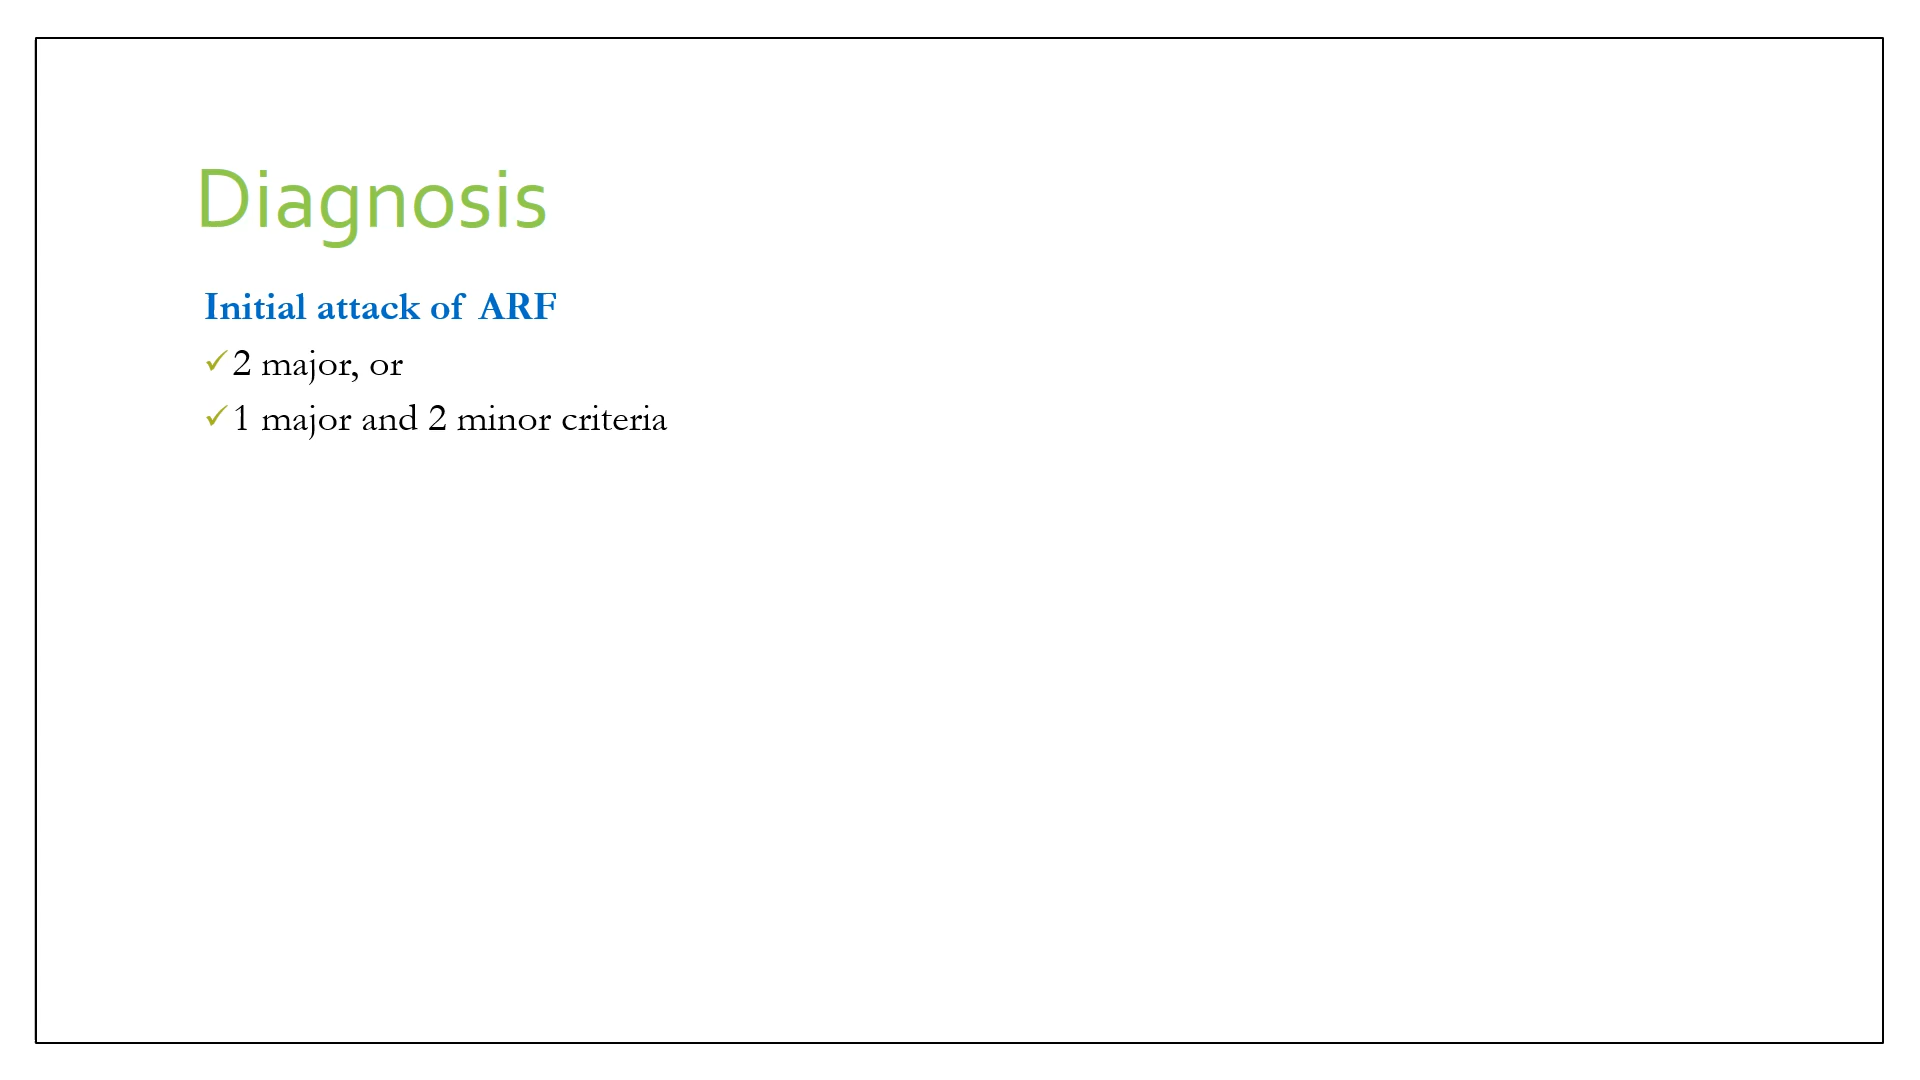 Diagnosis
Initial attack of ARF
✓2 major, or
✓1 major and 2 minor criteria